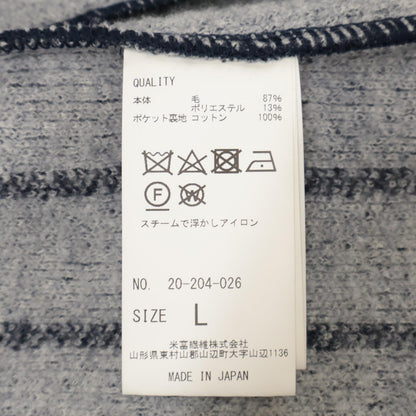 QUALITY
本体 毛 87%
ポリエステル 13%
ポケット裏地 コットン 100%
F
W
スチームで浮かしアイロン
NO. 20-204-026
SIZE L
米富繊維株式会社
山形県東村山郡山辺町大字山辺1136
MADE IN JAPAN